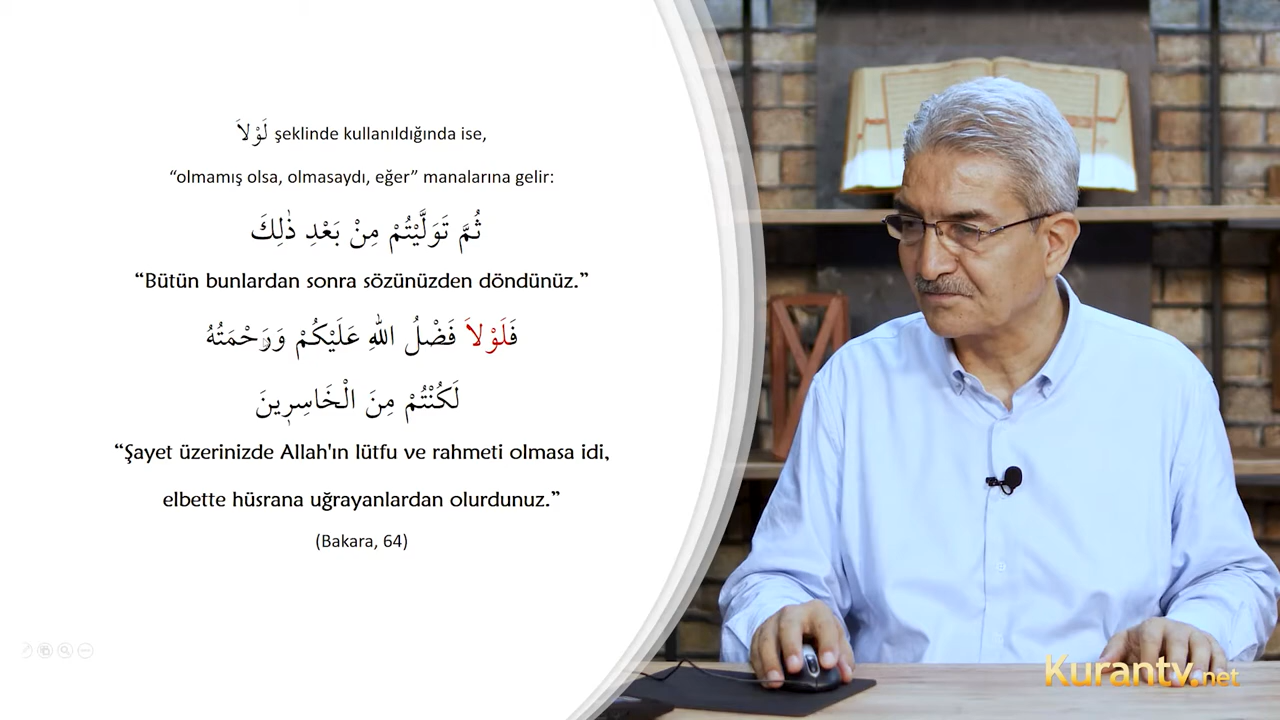 لَوْلاَ şeklinde kullanıldığında ise,
“olmamış olsa, olmasaydı, eğer” manalarına gelir:
ثُمَّ تَوَلَّيْتُمْ مِنْ بَعْدِ ذٰلِكَ
“Bütün bunlardan sonra sözünüzden döndünüz.”
فَلَوْلاَ فَضْلُ اللهِ عَلَيْكُمْ وَرَحْمَتُهُ
لَكُنْتُمْ مِنَ الْخَاسِرِينَ
“Şayet üzerinizde Allah'ın lütfu ve rahmeti olmasa idi,
elbette hüsrana uğrayanlardan olurdunuz.”
(Bakara, 64)
Kurantv.net